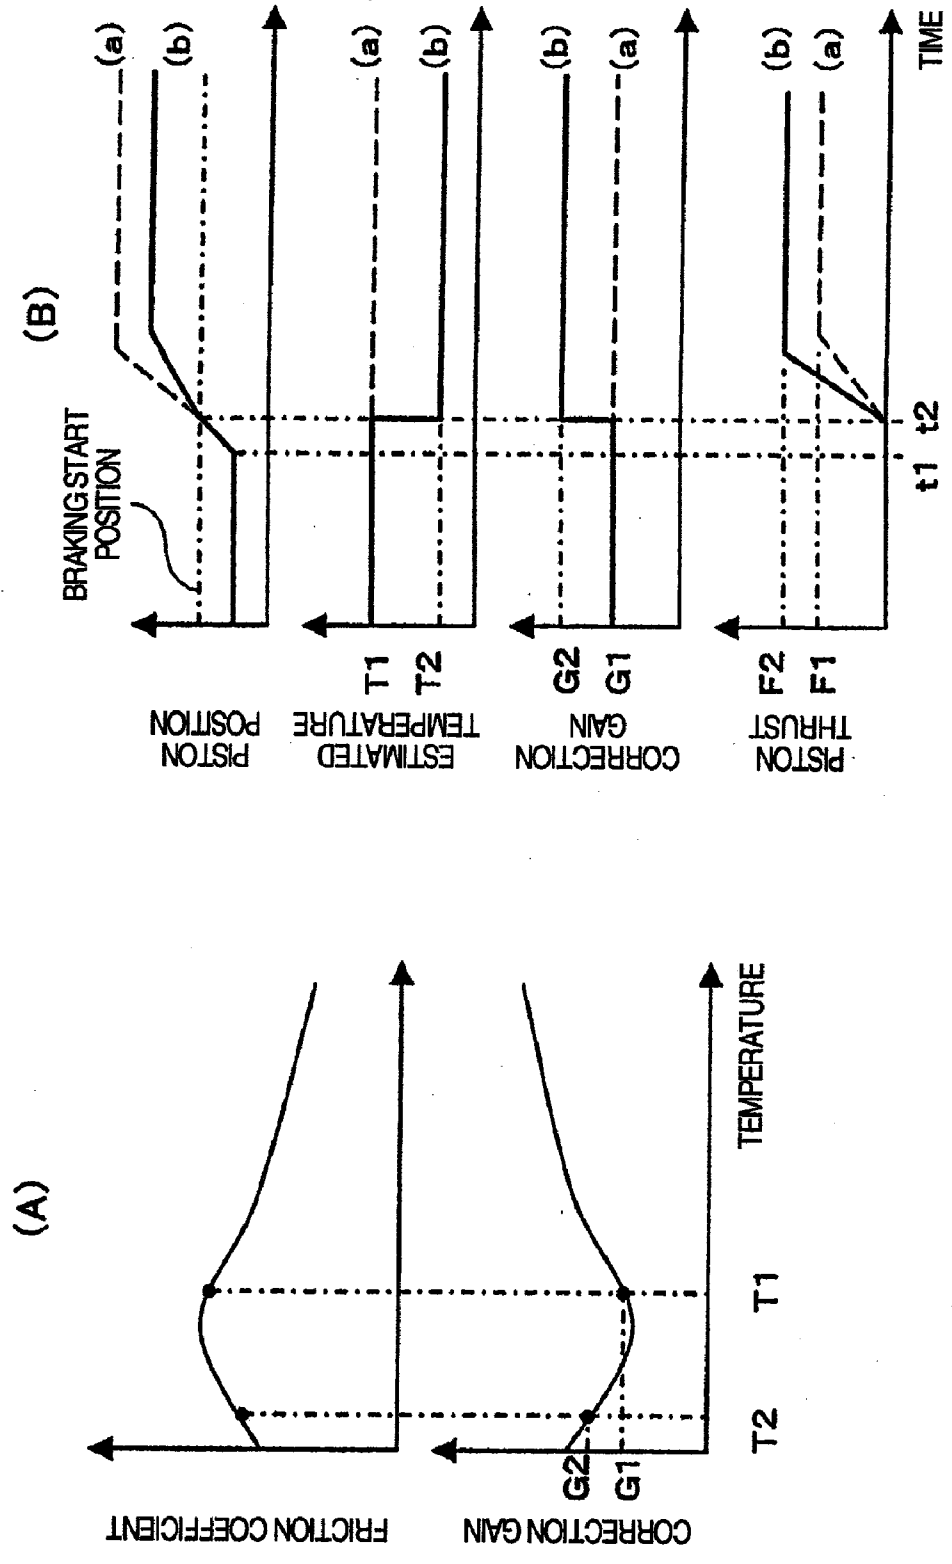 (A)
FRICTION COEFFICIENT
CORRECTION GAIN
G2
G1
T2
T1
TEMPERATURE
(B)
BRAKING START
POSITION
PISTON
POSITION
(a)
(b)
ESTIMATED
TEMPERATURE
T1
T2
(a)
(b)
CORRECTION
GAIN
G2
G1
(b)
(a)
PISTON
THRUST
F2
F1
(b)
(a)
t1
t2
TIME